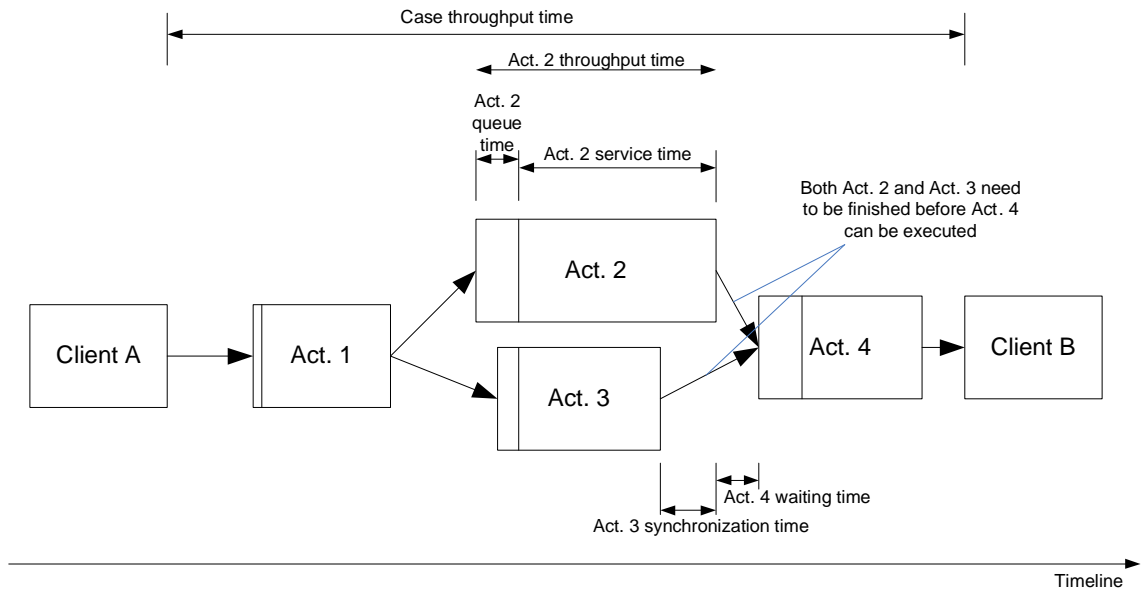 Case throughput time
Act. 2 throughput time
Act. 2
queue
time
Act. 2 service time
Both Act. 2 and Act. 3 need
to be finished before Act. 4
can be executed
Act. 2
Client A
Act. 1
Act. 3
Act. 4
Client B
Act. 4 waiting time
Act. 3 synchronization time
Timeline